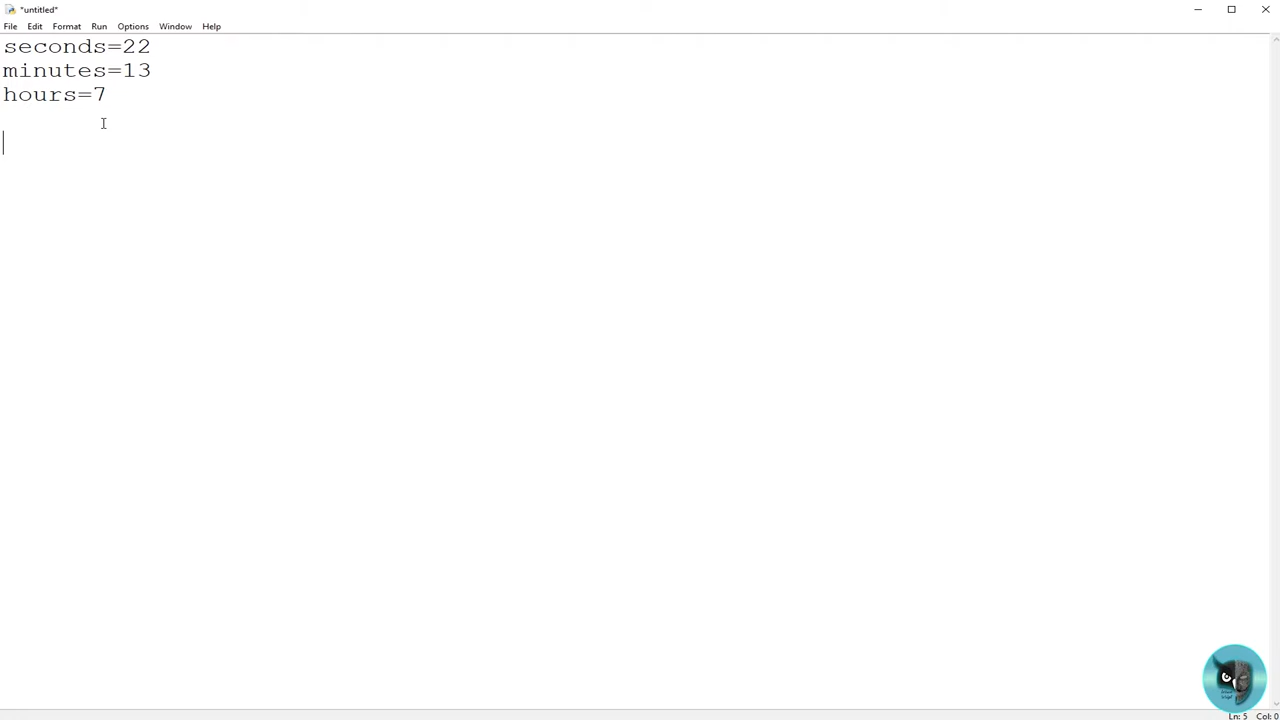 *untitled*
File Edit Format Run Options Window Help
seconds=22
minutes=13
hours=7
Ln: 5 Col: 0